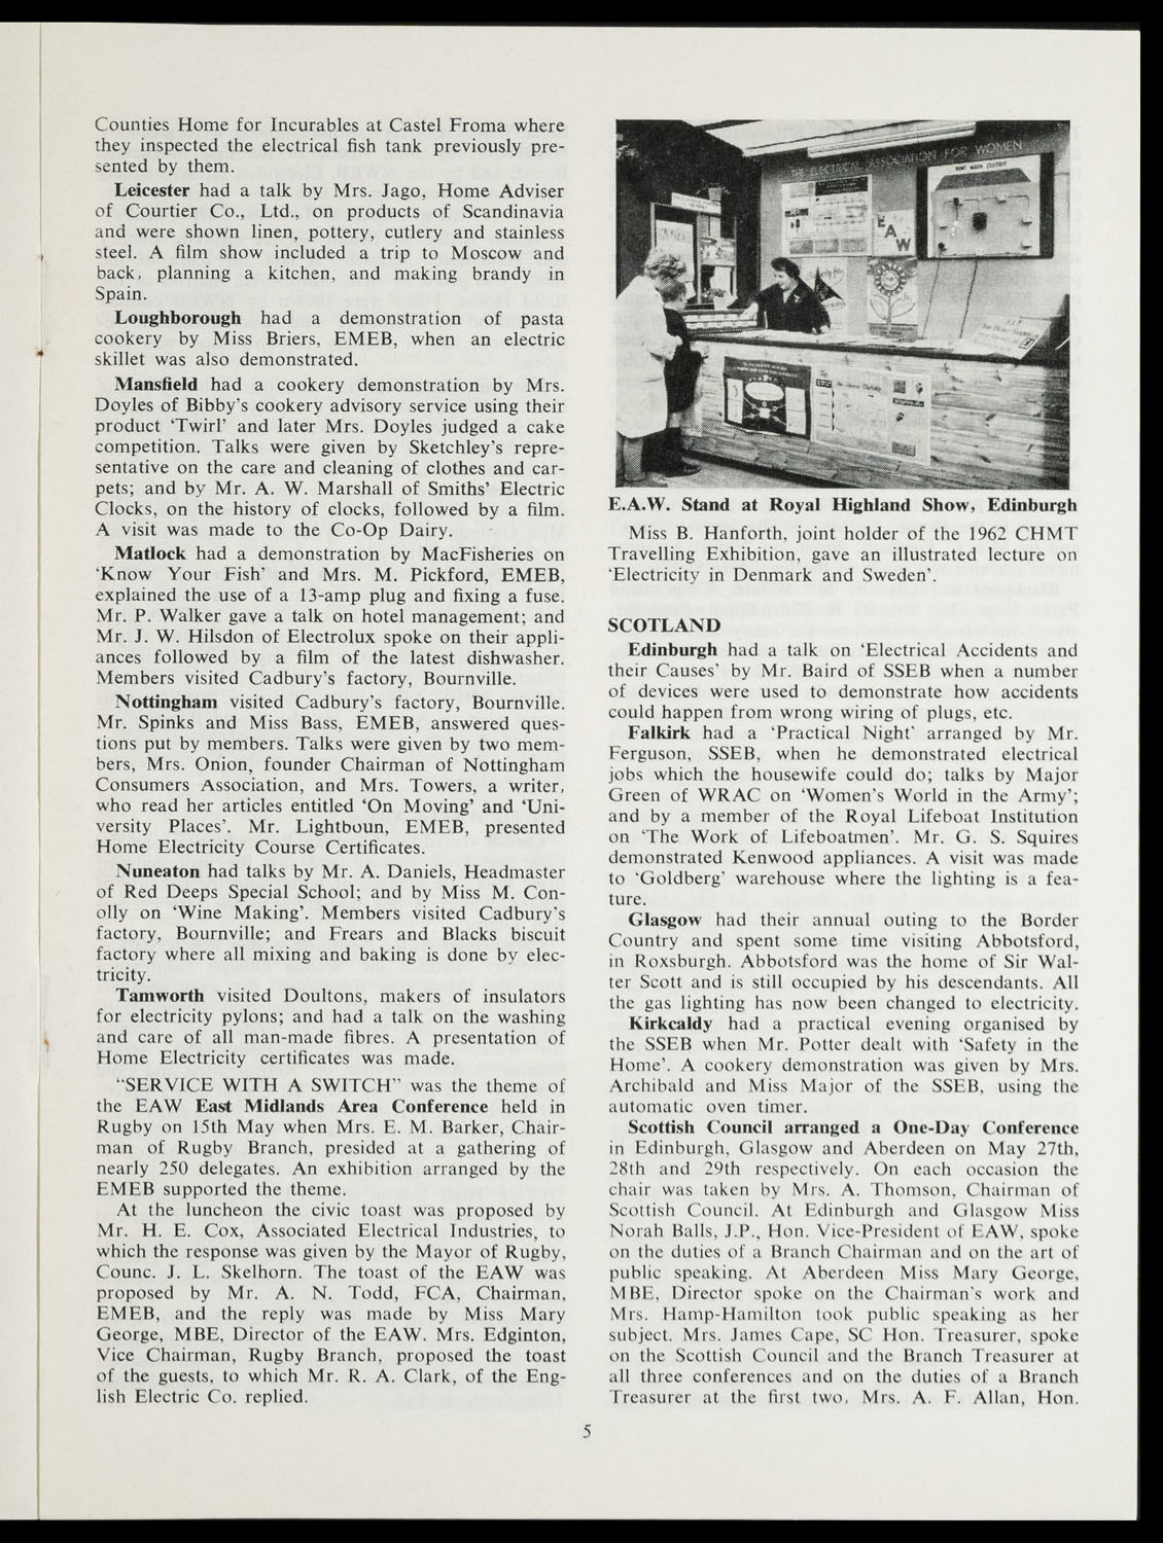 Counties Home for Incurables at Castel Froma where
they inspected the electrical fish tank previously pre-
sented by them.
Leicester had a talk by Mrs. Jago, Home Adviser
of Courtier Co., Ltd., on products of Scandinavia
and were shown linen, pottery, cutlery and stainless
steel. A film show included a trip to Moscow and
back, planning a kitchen, and making brandy in
Spain.
Loughborough had a demonstration of pasta
cookery by Miss Briers, EMEB, when an electric
skillet was also demonstrated.
Mansfield had a cookery demonstration by Mrs.
Doyles of Bibby's cookery advisory service using their
product 'Twirl' and later Mrs. Doyles judged a cake
competition. Talks were given by Sketchley's repre-
sentative on the care and cleaning of clothes and car-
pets; and by Mr. A. W. Marshall of Smiths' Electric
Clocks, on the history of clocks, followed by a film.
A visit was made to the Co-Op Dairy.
Matlock had a demonstration by MacFisheries on
'Know Your Fish' and Mrs. M. Pickford, EMEB,
explained the use of a 13-amp plug and fixing a fuse.
Mr. P. Walker gave a talk on hotel management; and
Mr. J. W. Hilsdon of Electrolux spoke on their appli-
ances followed by a film of the latest dishwasher.
Members visited Cadbury's factory, Bournville.
Nottingham visited Cadbury's factory, Bournville.
Mr. Spinks and Miss Bass, EMEB, answered ques-
tions put by members. Talks were given by two mem-
bers, Mrs. Onion, founder Chairman of Nottingham
Consumers Association, and Mrs. Towers, a writer,
who read her articles entitled 'On Moving' and 'Uni-
versity Places'. Mr. Lightboun, EMEB, presented
Home Electricity Course Certificates.
Nuneaton had talks by Mr. A. Daniels, Headmaster
of Red Deeps Special School; and by Miss M. Con-
olly on 'Wine Making'. Members visited Cadbury's
factory, Bournville; and Frears and Blacks biscuit
factory where all mixing and baking is done by elec-
tricity.
Tamworth visited Doultons, makers of insulators
for electricity pylons; and had a talk on the washing
and care of all man-made fibres. A presentation of
Home Electricity certificates was made.
"SERVICE WITH A SWITCH" was the theme of
the EAW East Midlands Area Conference held in
Rugby on 15th May when Mrs. E. M. Barker, Chair-
man of Rugby Branch, presided at a gathering of
nearly 250 delegates. An exhibition arranged by the
EMEB supported the theme.
At the luncheon the civic toast was proposed by
Mr. H. E. Cox, Associated Electrical Industries, to
which the response was given by the Mayor of Rugby,
Counc. J. L. Skelhorn. The toast of the EAW was
proposed by Mr. A. N. Todd, FCA, Chairman,
EMEB, and the reply was made by Miss Mary
George, MBE, Director of the EAW. Mrs. Edginton,
Vice Chairman, Rugby Branch, proposed the toast
of the guests, to which Mr. R. A. Clark, of the Eng-
lish Electric Co. replied.
THE ELECTRICAL ASSOCIATION FOR WOMEN
E
A
W
E.A.W. Stand at Royal Highland Show, Edinburgh
Miss B. Hanforth, joint holder of the 1962 CHMT
Travelling Exhibition, gave an illustrated lecture on
'Electricity in Denmark and Sweden'.
SCOTLAND
Edinburgh had a talk on 'Electrical Accidents and
their Causes' by Mr. Baird of SSEB when a number
of devices were used to demonstrate how accidents
could happen from wrong wiring of plugs, etc.
Falkirk had a 'Practical Night' arranged by Mr.
Ferguson, SSEB, when he demonstrated electrical
jobs which the housewife could do; talks by Major
Green of WRAC on 'Women's World in the Army';
and by a member of the Royal Lifeboat Institution
on 'The Work of Lifeboatmen'. Mr. G. S. Squires
demonstrated Kenwood appliances. A visit was made
to 'Goldberg' warehouse where the lighting is a fea-
ture.
Glasgow had their annual outing to the Border
Country and spent some time visiting Abbotsford,
in Roxsburgh. Abbotsford was the home of Sir Wal-
ter Scott and is still occupied by his descendants. All
the gas lighting has now been changed to electricity.
Kirkcaldy had a practical evening organised by
the SSEB when Mr. Potter dealt with 'Safety in the
Home'. A cookery demonstration was given by Mrs.
Archibald and Miss Major of the SSEB, using the
automatic oven timer.
Scottish Council arranged a One-Day Conference
in Edinburgh, Glasgow and Aberdeen on May 27th,
28th and 29th respectively. On each occasion the
chair was taken by Mrs. A. Thomson, Chairman of
Scottish Council. At Edinburgh and Glasgow Miss
Norah Balls, J.P., Hon. Vice-President of EAW, spoke
on the duties of a Branch Chairman and on the art of
public speaking. At Aberdeen Miss Mary George,
MBE, Director spoke on the Chairman's work and
Mrs. Hamp-Hamilton took public speaking as her
subject. Mrs. James Cape, SC Hon. Treasurer, spoke
on the Scottish Council and the Branch Treasurer at
all three conferences and on the duties of a Branch
Treasurer at the first two, Mrs. A. F. Allan, Hon.
5